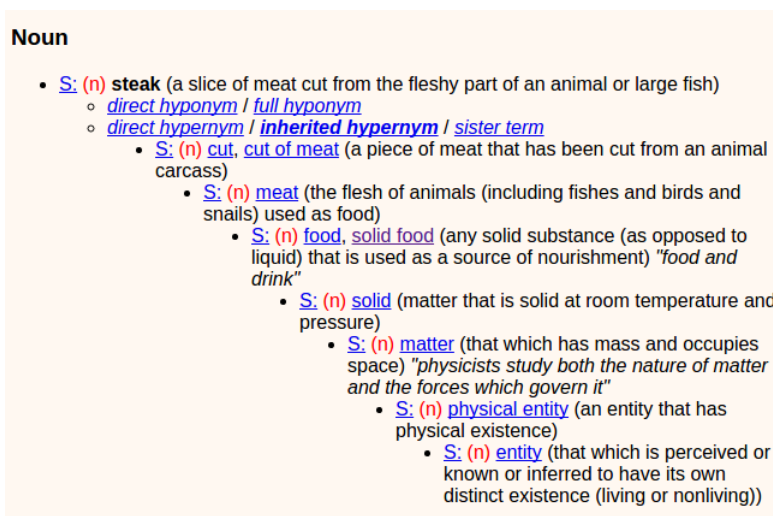 Noun
• S: (n) steak (a slice of meat cut from the fleshy part of an animal or large fish)
◦ direct hyponym / full hyponym
◦ direct hypernym / inherited hypernym / sister term
• S: (n) cut, cut of meat (a piece of meat that has been cut from an animal
carcass)
• S: (n) meat (the flesh of animals (including fishes and birds and
snails) used as food)
• S: (n) food, solid food (any solid substance (as opposed to
liquid) that is used as a source of nourishment) "food and
drink"
• S: (n) solid (matter that is solid at room temperature and
pressure)
• S: (n) matter (that which has mass and occupies
space) "physicists study both the nature of matter
and the forces which govern it"
• S: (n) physical entity (an entity that has
physical existence)
• S: (n) entity (that which is perceived or
known or inferred to have its own
distinct existence (living or nonliving))